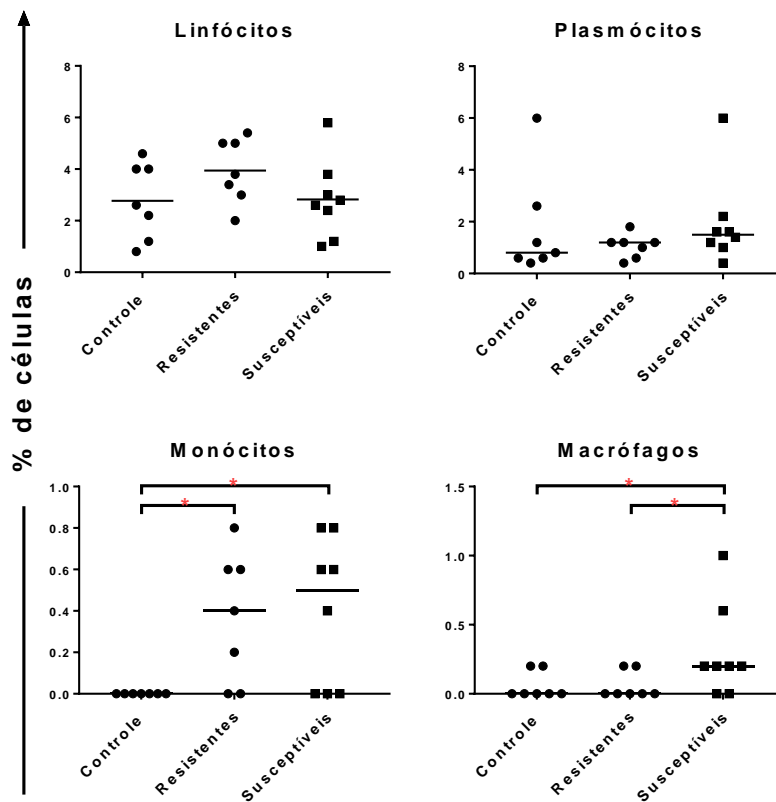 % de células
Linfócitos
8
6
4
2
0
Controle
Resistentes
Susceptíveis
Plasmócitos
8
6
4
2
0
Controle
Resistentes
Susceptíveis
Monócitos
1.0
0.8
0.6
0.4
0.2
0.0
*
*
Controle
Resistentes
Susceptíveis
Macrófagos
1.5
1.0
0.5
0.0
*
*
Controle
Resistentes
Susceptíveis